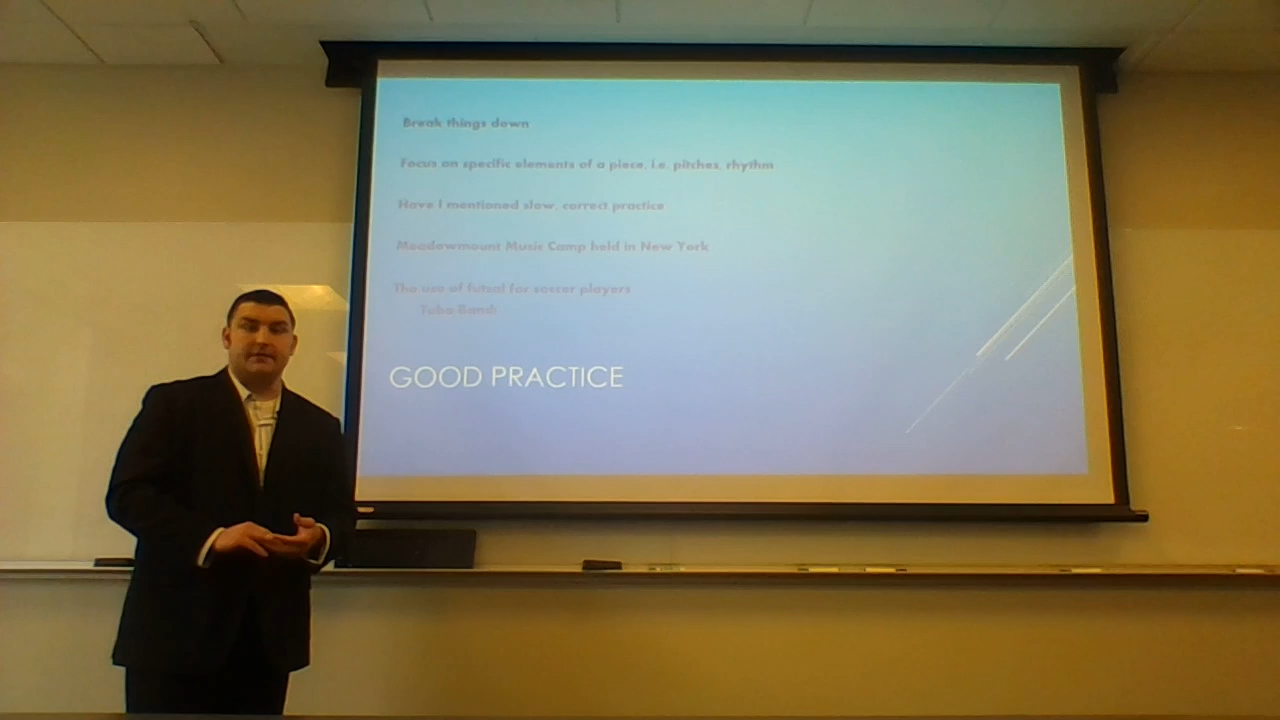 Break things down
Focus on specific elements of a piece, i.e. pitches, rhythm
Have I mentioned slow, correct practice
Meadowmount Music Camp held in New York
The use of futsal for soccer players
Tuba Band:
GOOD PRACTICE